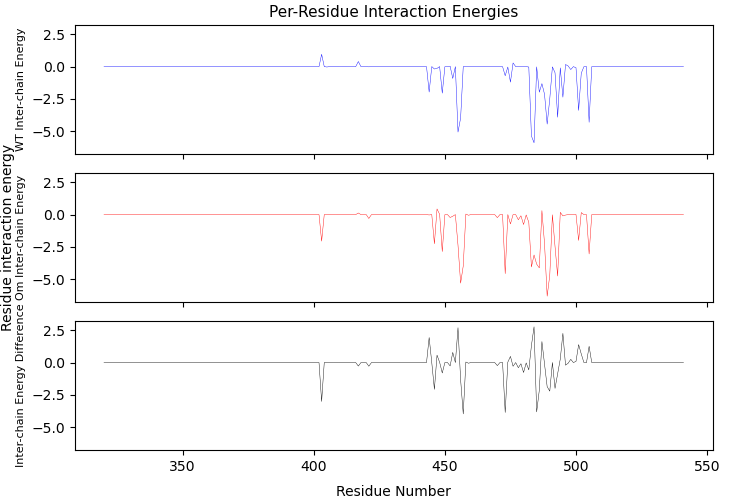 Per-Residue Interaction Energies
WT Inter-chain Energy
2.5
0.0
−2.5
−5.0
Residue interaction energy
Om Inter-chain Energy
2.5
0.0
−2.5
−5.0
Inter-chain Energy Difference
2.5
0.0
−2.5
−5.0
350
400
450
500
550
Residue Number